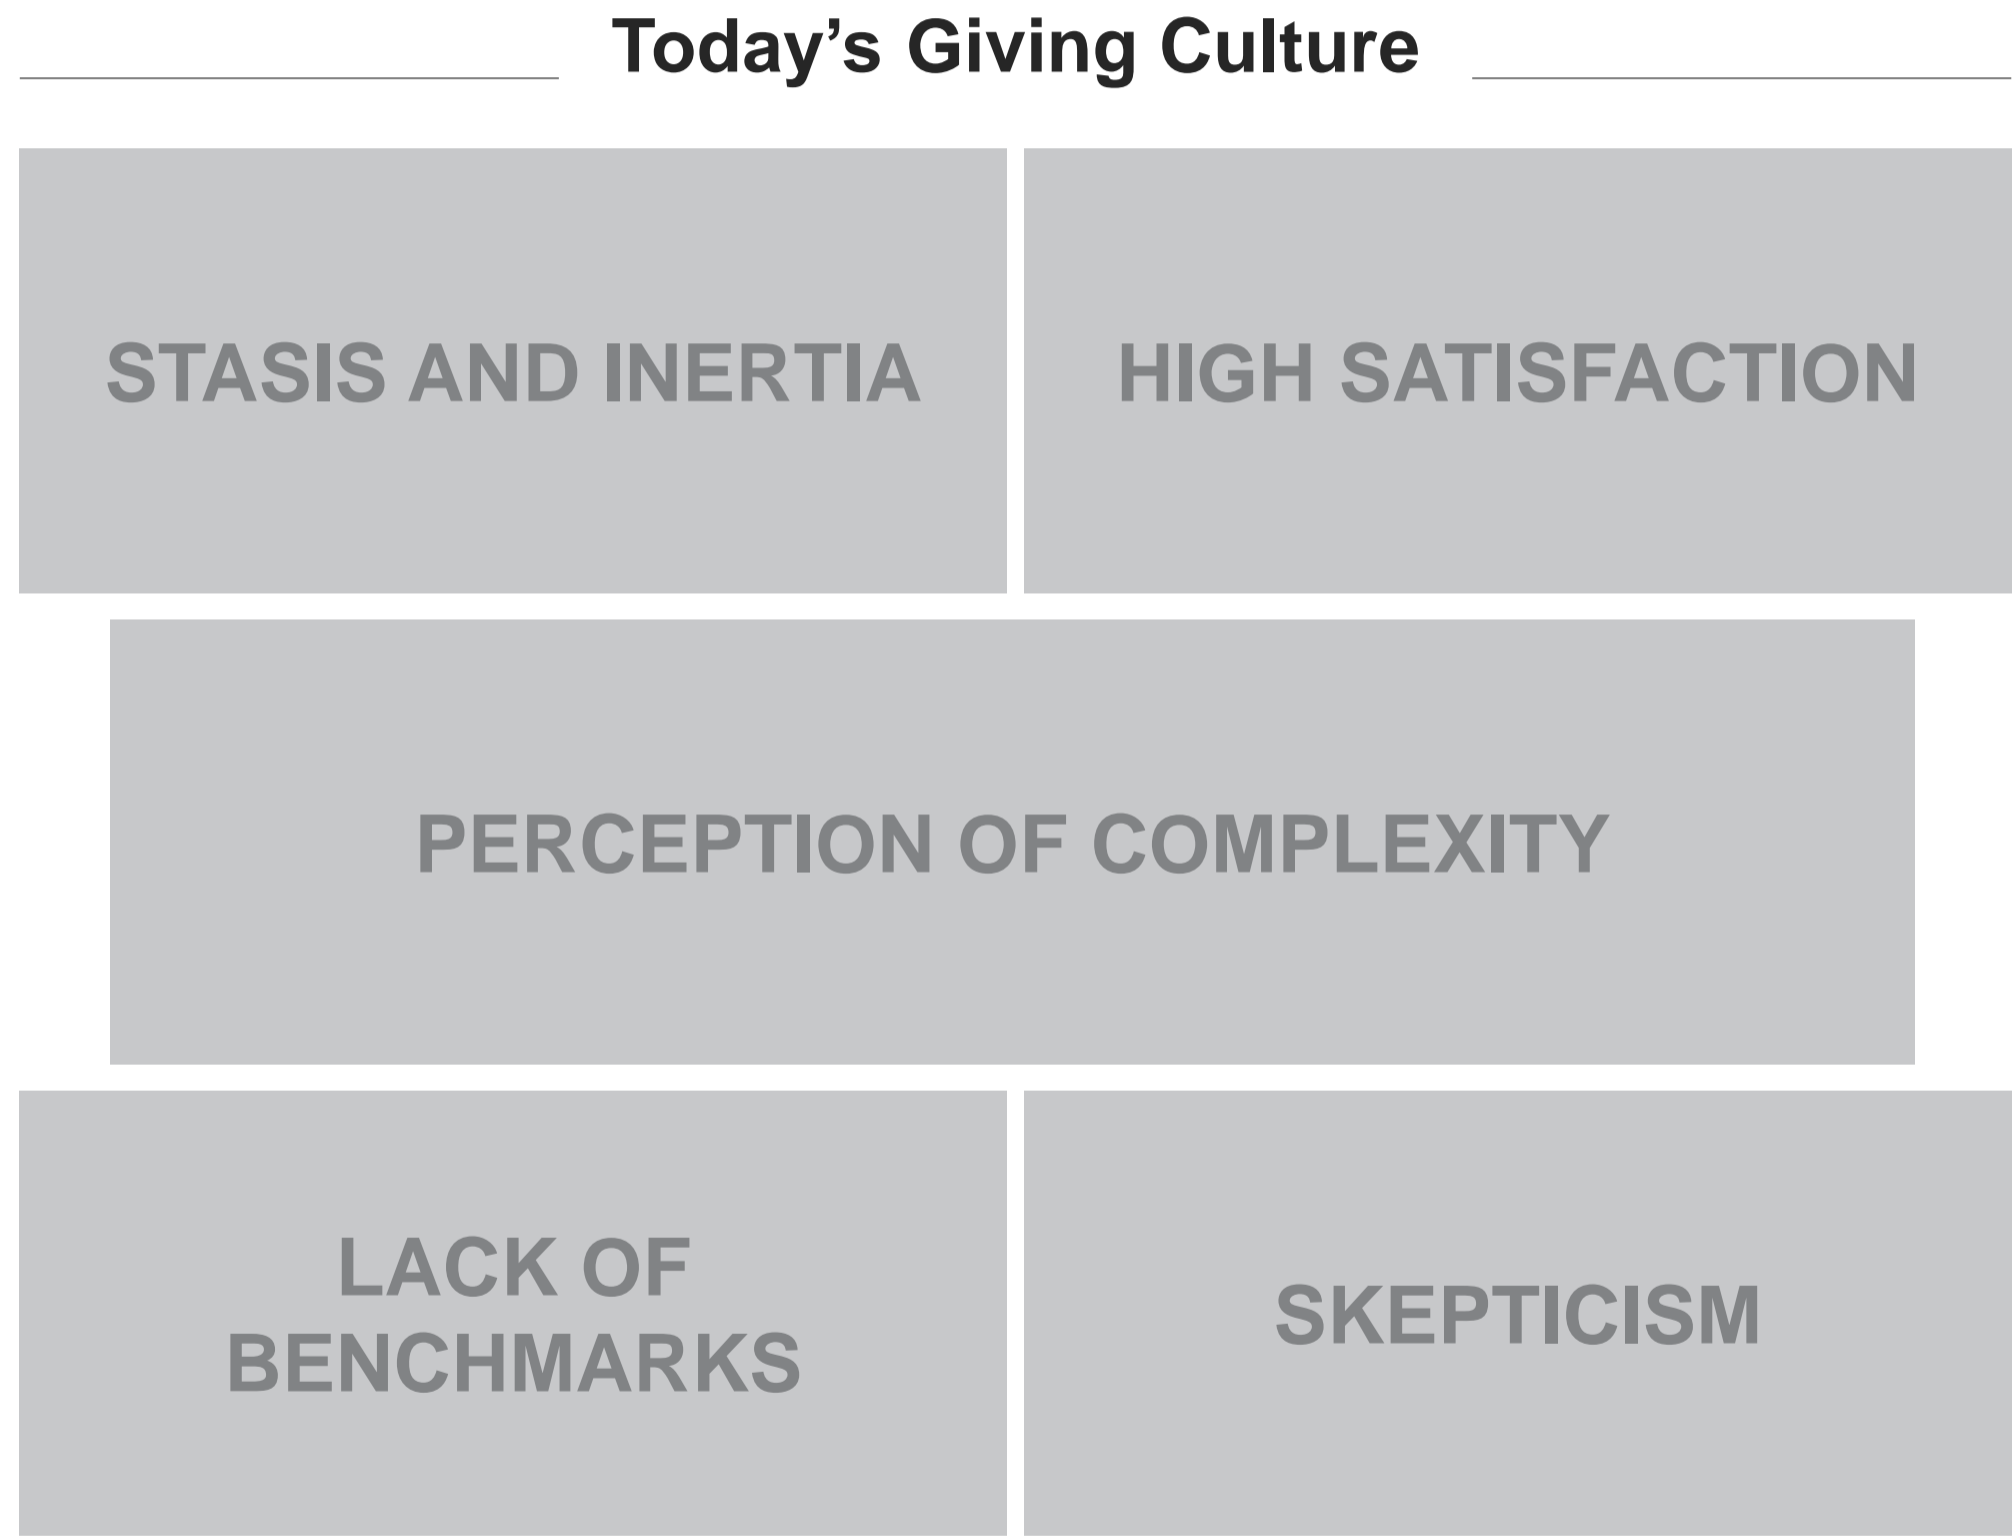 Today’s Giving Culture
STASIS AND INERTIA
HIGH SATISFACTION
PERCEPTION OF COMPLEXITY
LACK OF
BENCHMARKS
SKEPTICISM